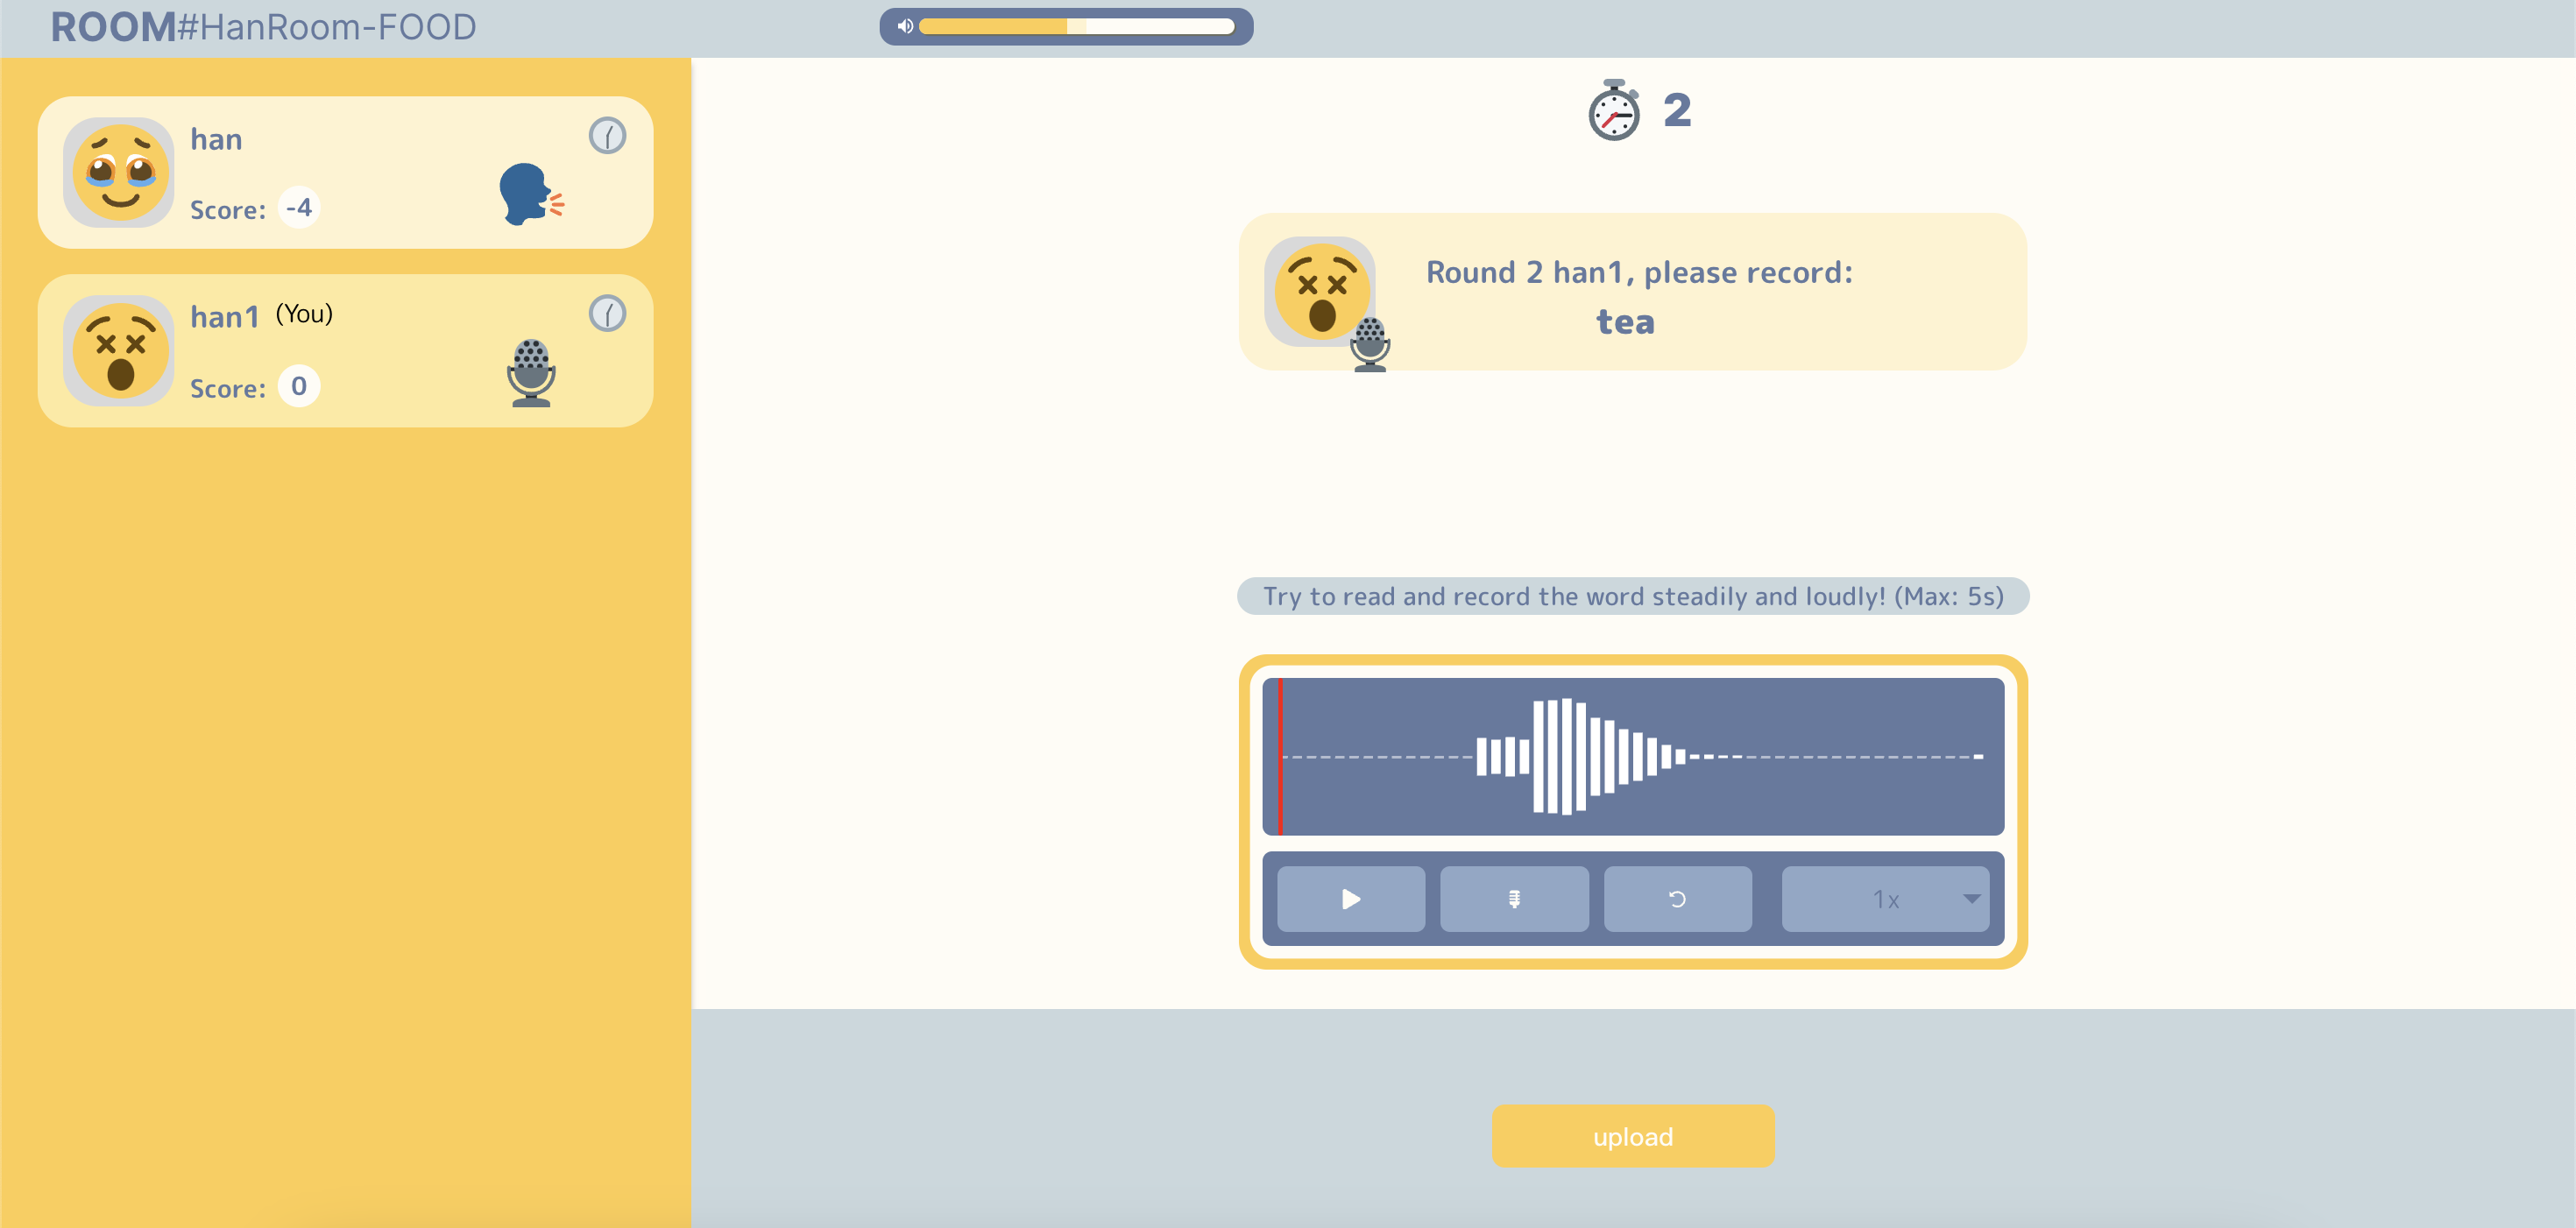 ROOM#HanRoom-FOOD
han
Score: -4
han1 (You)
Score: 0
2
Round 2 han1, please record:
tea
Try to read and record the word steadily and loudly! (Max: 5s)
1x
upload